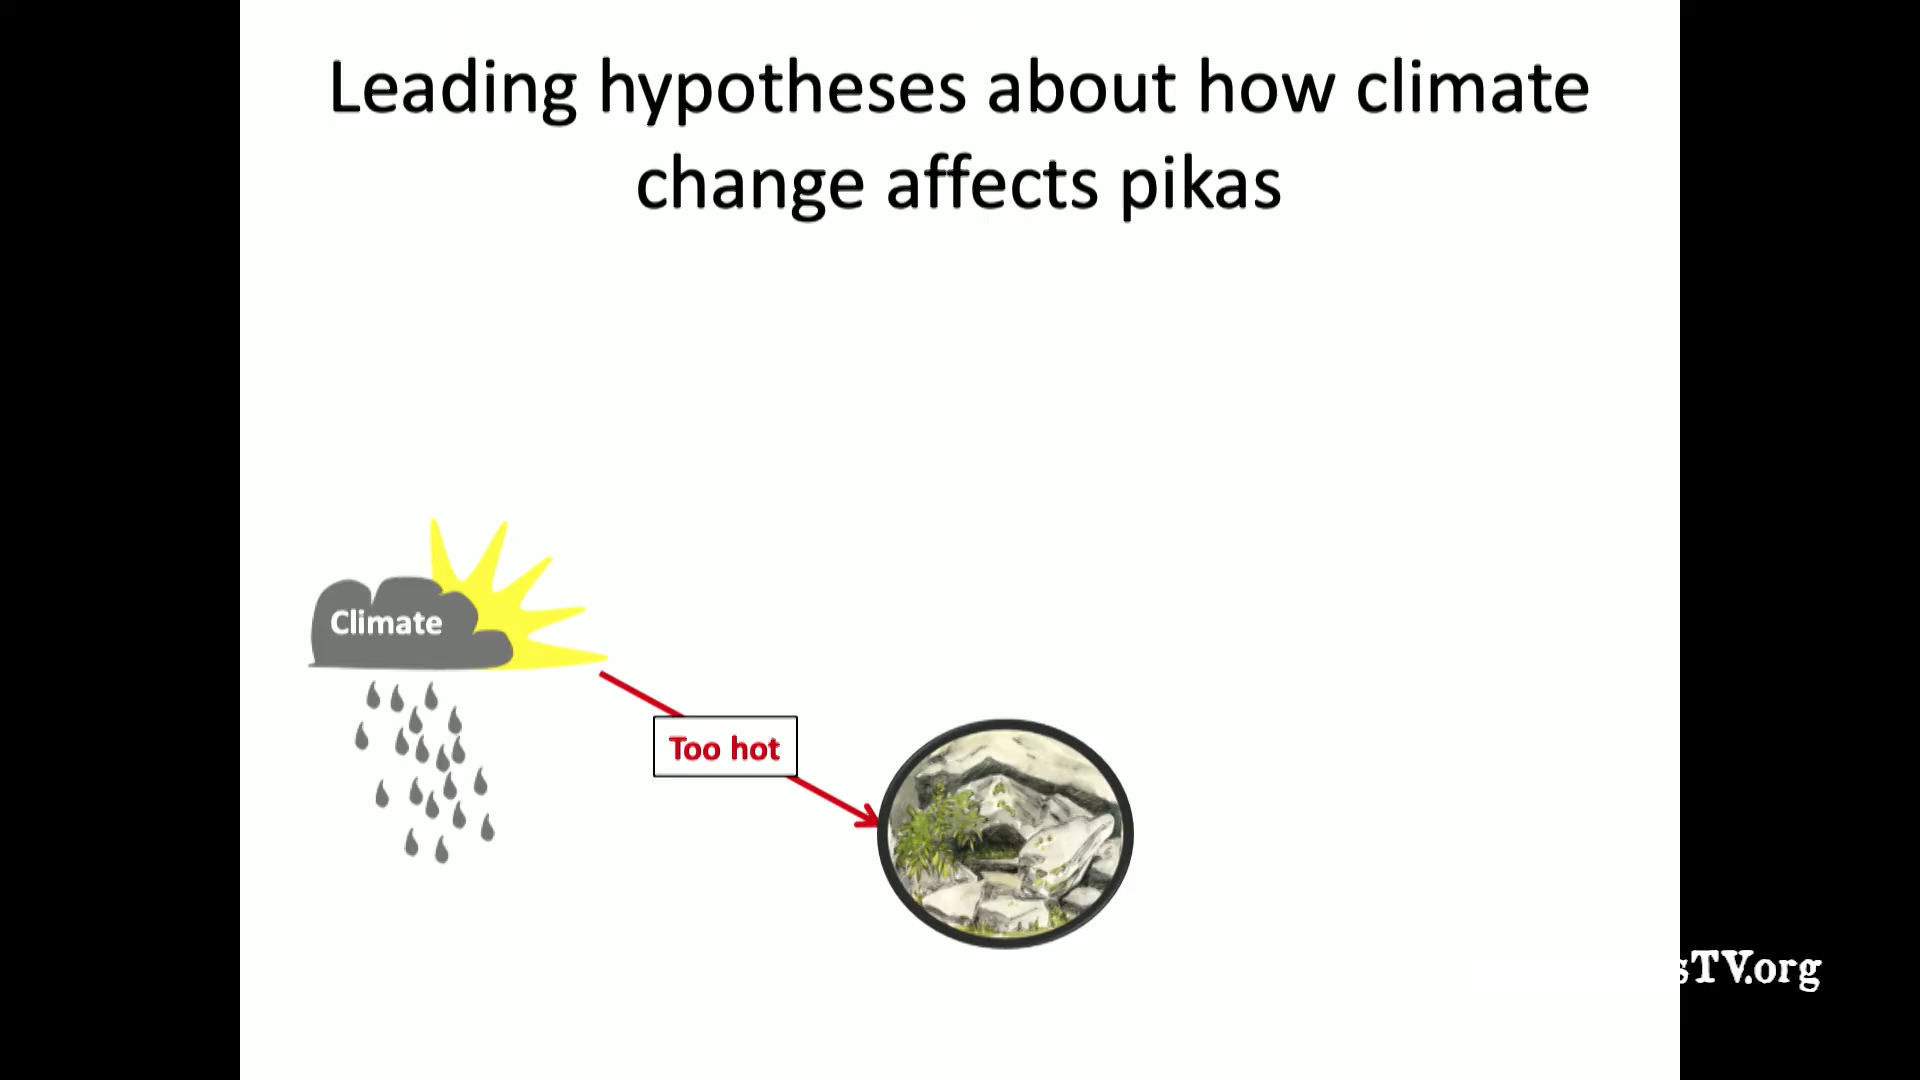 Leading hypotheses about how climate
change affects pikas
Climate
Too hot
sTV.org